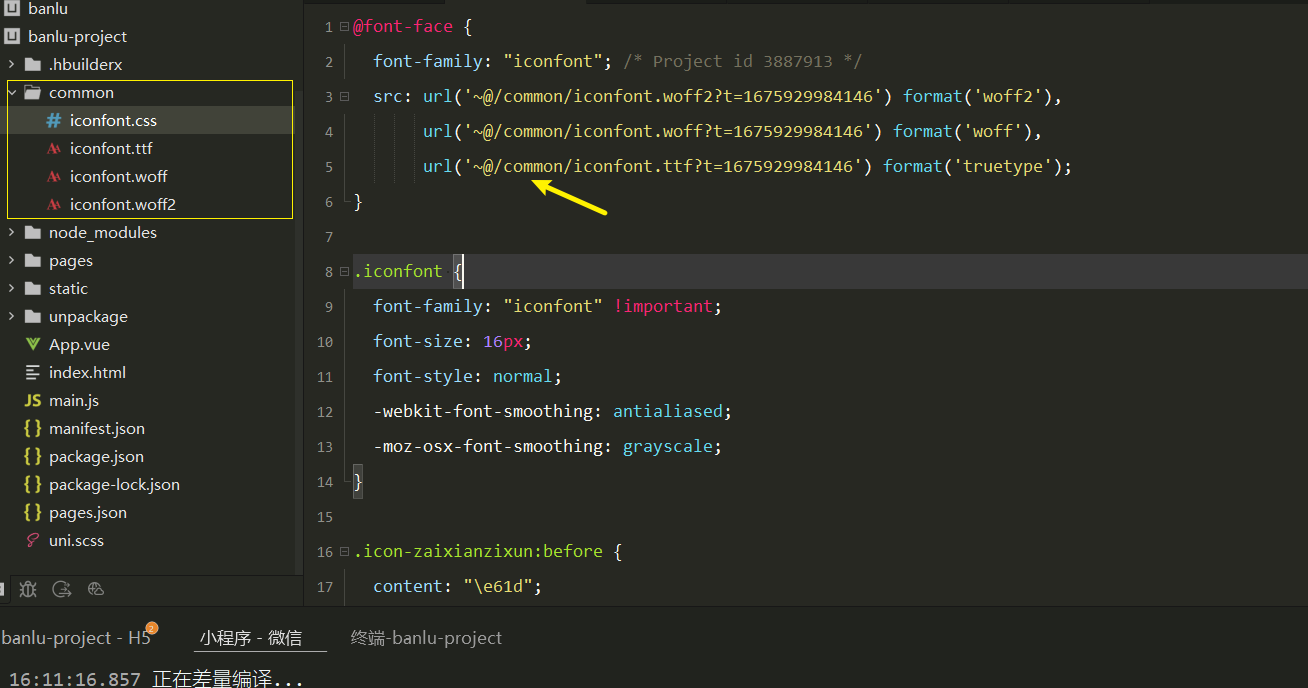 banlu
banlu-project
.hbuilderx
common
iconfont.css
iconfont.ttf
iconfont.woff
iconfont.woff2
node_modules
pages
static
unpackage
App.vue
index.html
JS main.js
{} manifest.json
{} package.json
{} package-lock.json
{} pages.json
uni.scss
1 @font-face {
2 font-family: "iconfont"; /* Project id 3887913 */
3 src: url('~@/common/iconfont.woff2?t=1675929984146') format('woff2'),
4 url('~@/common/iconfont.woff?t=1675929984146') format('woff'),
5 url('~@/common/iconfont.ttf?t=1675929984146') format('truetype');
6 }
7
8 .iconfont {
9 font-family: "iconfont" !important;
10 font-size: 16px;
11 font-style: normal;
12 -webkit-font-smoothing: antialiased;
13 -moz-osx-font-smoothing: grayscale;
14 }
15
16 .icon-zaixianzixun:before {
17 content: "\e61d";
banlu-project - H5 2 小程序 - 微信 终端-banlu-project
16:11:16.857 正在差量编译...